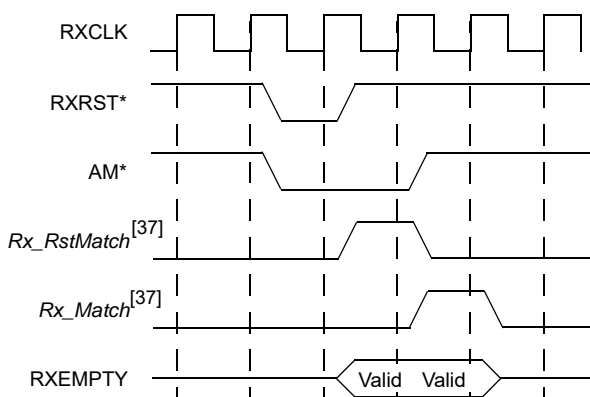 RXCLK
RXRST*
AM*
Rx_RstMatch[37]
Rx_Match[37]
RXEMPTY Valid Valid